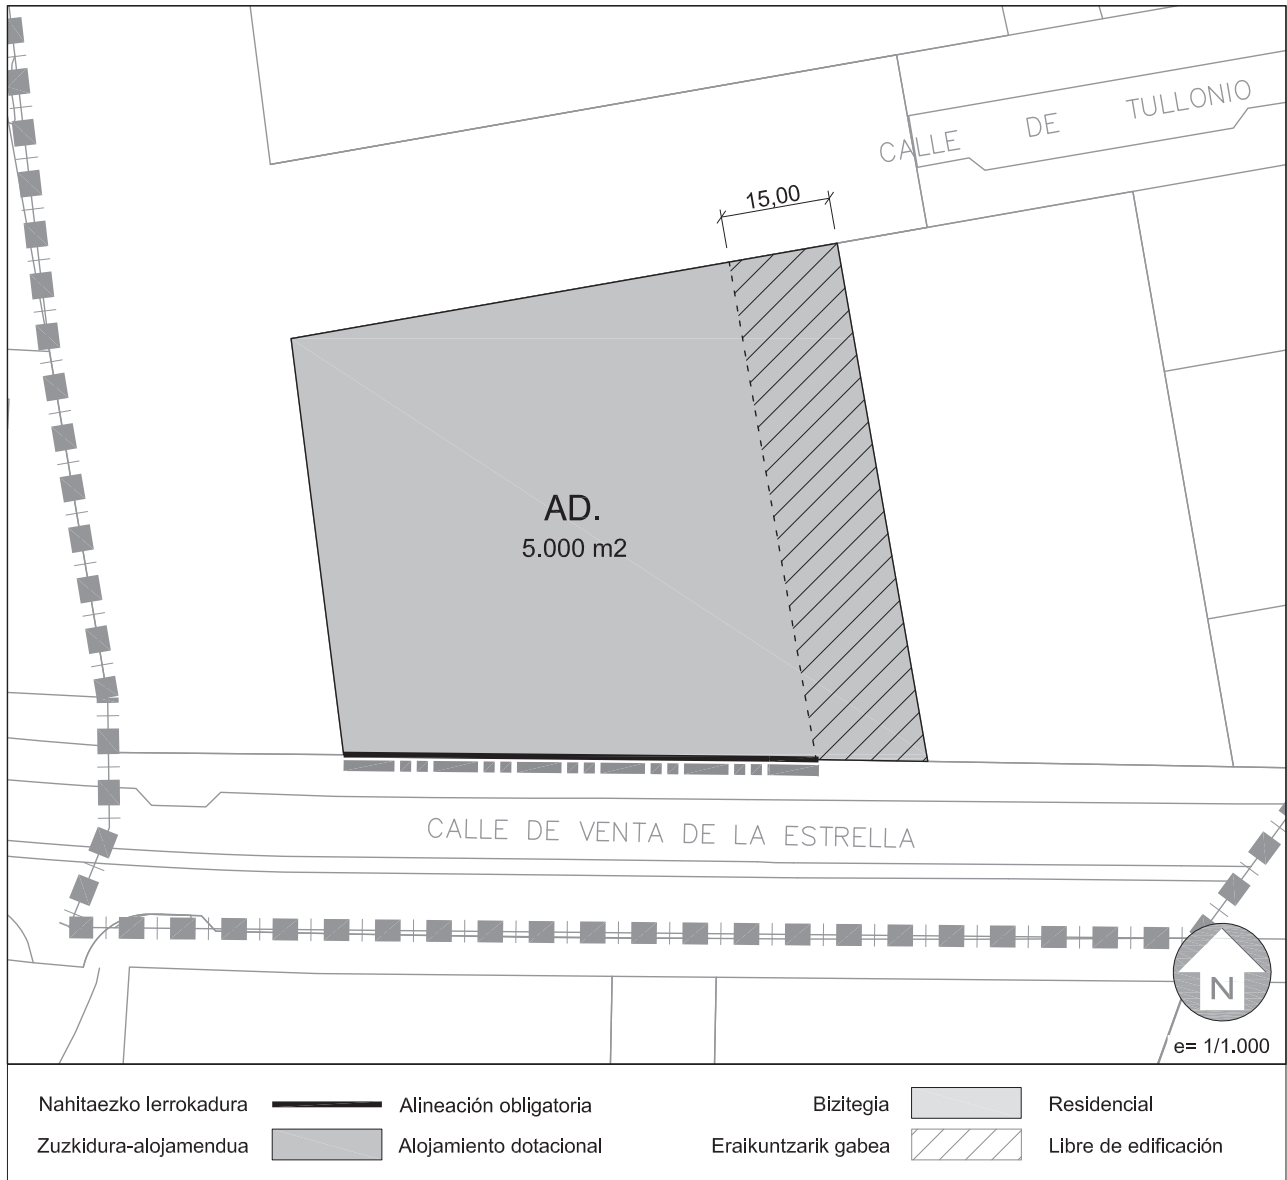 CALLE DE TULLONIO
15,00
AD.
5.000 m2
CALLE DE VENTA DE LA ESTRELLA
N
e= 1/1.000
Nahitaezko lerrokadura Alineación obligatoria
Bizitegia Residencial
Zuzkidura-alojamendua Alojamiento dotacional
Eraikuntzarik gabea Libre de edificación